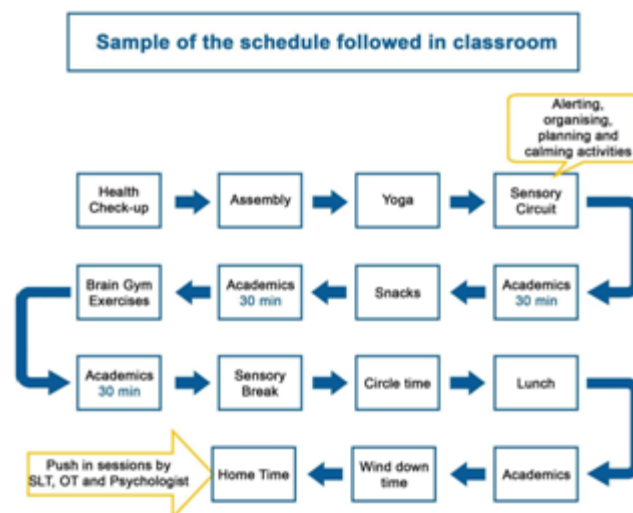 Sample of the schedule followed in classroom
Alerting,
organising,
planning and
calming activities
Health
Check-up
Assembly
Yoga
Sensory
Circuit
Academics
30 min
Snacks
Academics
30 min
Brain Gym
Exercises
Academics
30 min
Sensory
Break
Circle time
Lunch
Academics
Wind down
time
Home Time
Push in sessions by
SLT, OT and Psychologist